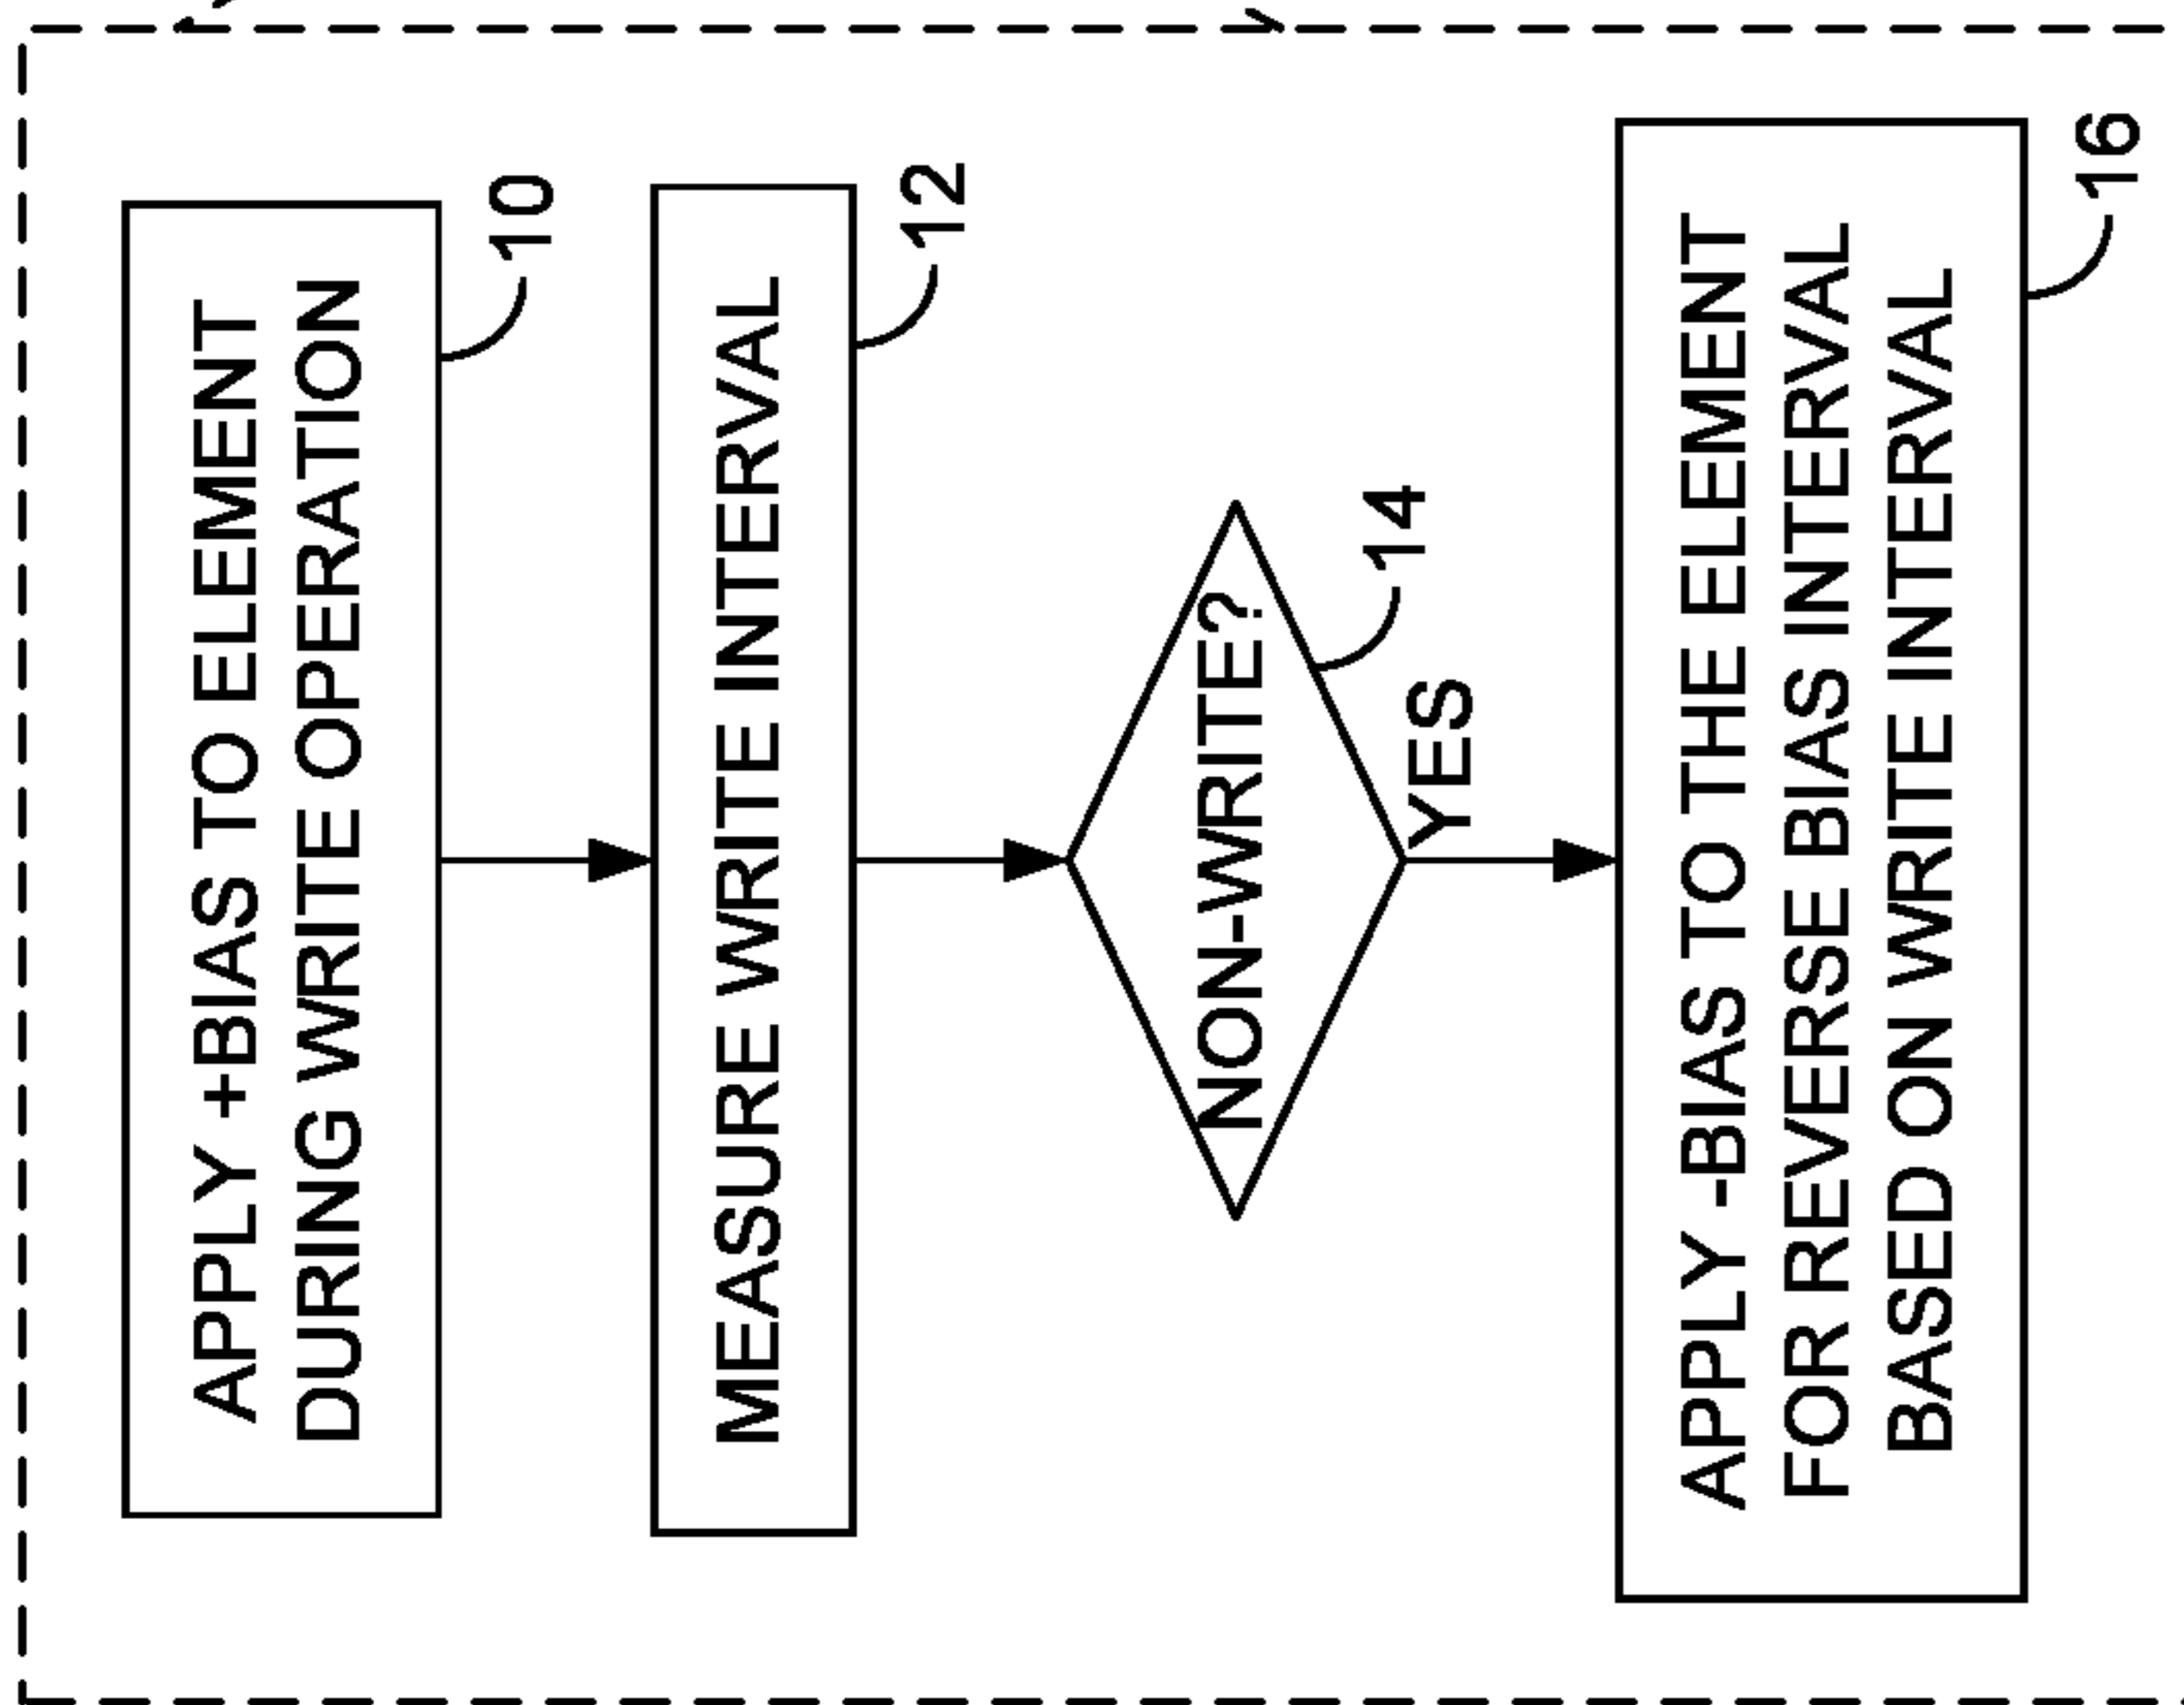 APPLY +BIAS TO ELEMENT
DURING WRITE OPERATION
10
MEASURE WRITE INTERVAL
12
NON-WRITE?
14
YES
APPLY -BIAS TO THE ELEMENT
FOR REVERSE BIAS INTERVAL
BASED ON WRITE INTERVAL
16